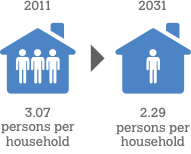 2011
2031
3.07
persons per
household
2.29
persons per
household